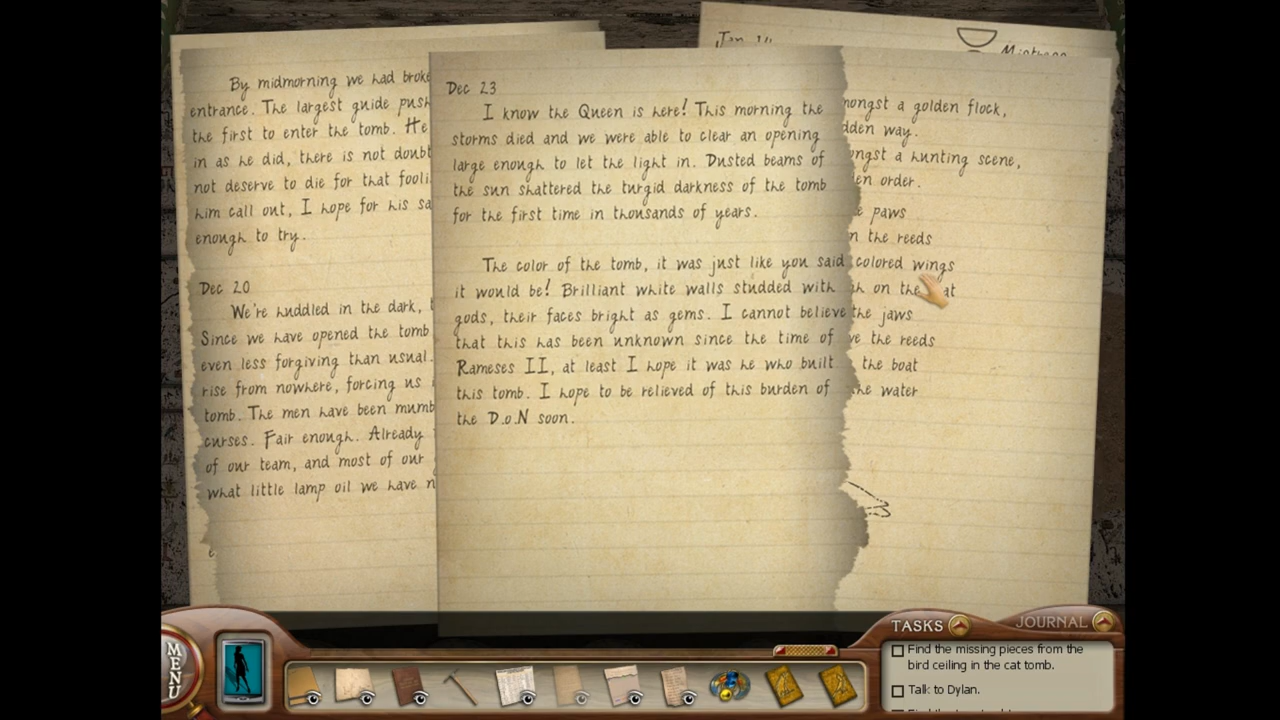 By midmorning we had broke
entrance. The largest guide push
the first to enter the tomb. He
in as he did, there is not doubt
not deserve to die for that fooli
him call out, I hope for his sa
enough to try.
Dec 20
We're huddled in the dark,
Since we have opened the tomb
even less forgiving than usual.
rise from nowhere, forcing us
tomb. The men have been mumb
curses. Fair enough. Already
of our team, and most of our
what little lamp oil we have n
Dec 23
I know the Queen is here! This morning the
storms died and we were able to clear an opening
large enough to let the light in. Dusted beams of
the sun shattered the turgid darkness of the tomb
for the first time in thousands of years.
The color of the tomb, it was just like you said
it would be! Brilliant white walls studded with
gods, their faces bright as gems. I cannot believe
that this has been unknown since the time of
Rameses II, at least I hope it was he who built
this tomb. I hope to be relieved of this burden of
the D.o.N soon.
Mistress
mongst a golden flock,
dden way.
ongst a hunting scene,
en order.
e paws
n the reeds
colored wings
on the
the jaws
ve the reeds
the boat
he water
MENU
TASKS
JOURNAL
Find the missing pieces from the
bird ceiling in the cat tomb.
Talk to Dylan.